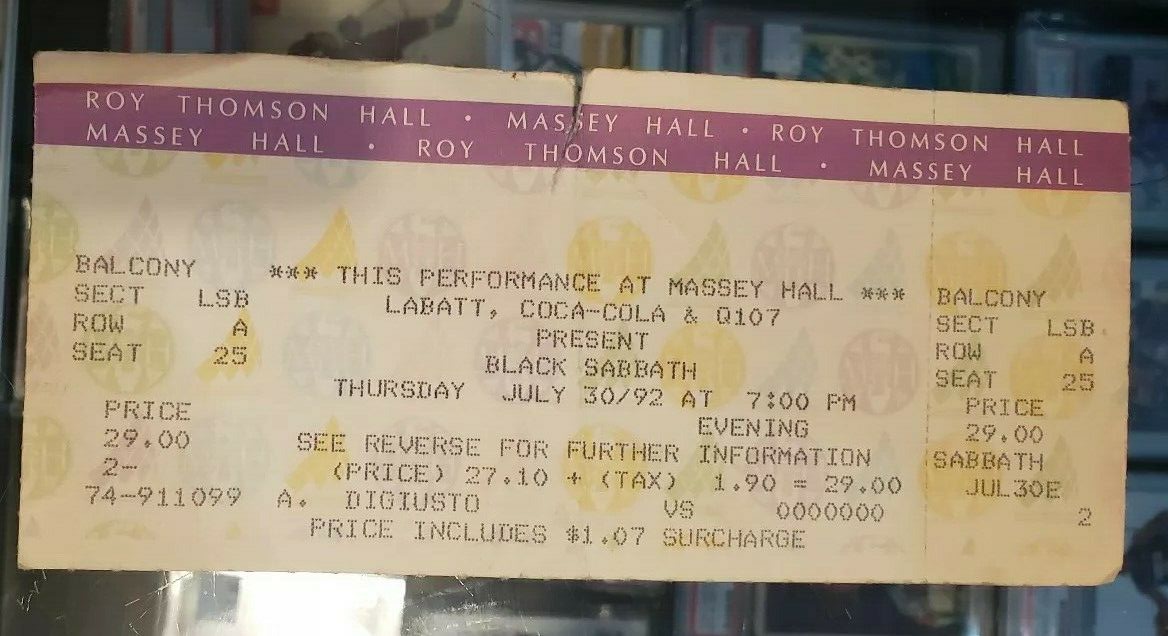 ROY THOMSON HALL • MASSEY HALL • ROY THOMSON HALL
MASSEY HALL • ROY THOMSON HALL • MASSEY HALL
BALCONY
SECT LSB
ROW A
SEAT 25
PRICE
29.00
2-
74-911099
*** THIS PERFORMANCE AT MASSEY HALL ***
LABATT, COCA-COLA & Q107
PRESENT
BLACK SABBATH
THURSDAY JULY 30/92 AT 7:00 PM
EVENING
SEE REVERSE FOR FURTHER INFORMATION
(PRICE) 27.10 + (TAX) 1.90 = 29.00
A. DIGIUSTO VS 0000000
PRICE INCLUDES $1.07 SURCHARGE
BALCONY
SECT LSB
ROW A
SEAT 25
PRICE
29.00
SABBATH
JUL30E
2